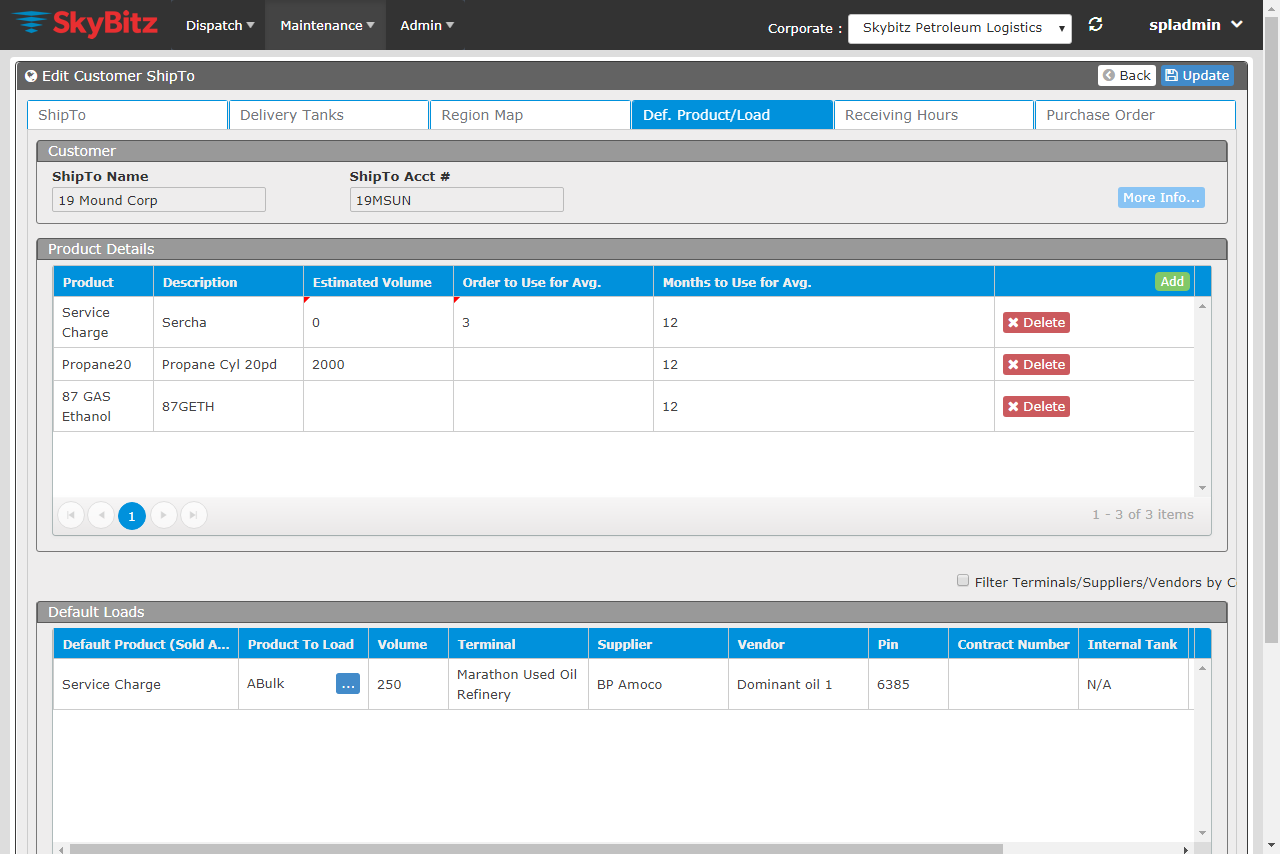 SkyBitz
Dispatch
Maintenance
Admin
Corporate :
Skybitz Petroleum Logistics
spladmin
Edit Customer ShipTo
Back
Update
ShipTo
Delivery Tanks
Region Map
Def. Product/Load
Receiving Hours
Purchase Order
Customer
ShipTo Name
ShipTo Acct #
19 Mound Corp
19MSUN
More Info...
Product Details
Product
Description
Estimated Volume
Order to Use for Avg.
Months to Use for Avg.
Add
Service
Charge
Sercha
0
3
12
Delete
Propane20
Propane Cyl 20pd
2000
12
Delete
87 GAS
Ethanol
87GETH
12
Delete
1
1 - 3 of 3 items
Filter Terminals/Suppliers/Vendors by C
Default Loads
Default Product (Sold A...
Product To Load
Volume
Terminal
Supplier
Vendor
Pin
Contract Number
Internal Tank
Service Charge
ABulk
...
250
Marathon Used Oil
Refinery
BP Amoco
Dominant oil 1
6385
N/A